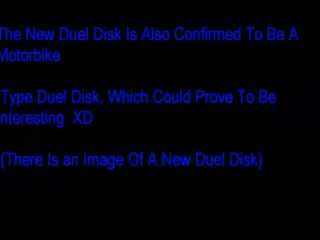 The New Duel Disk Is Also Confirmed To Be A
Motorbike
Type Duel Disk, Which Could Prove To Be
Interesting  XD
(There Is an Image Of A New Duel Disk)